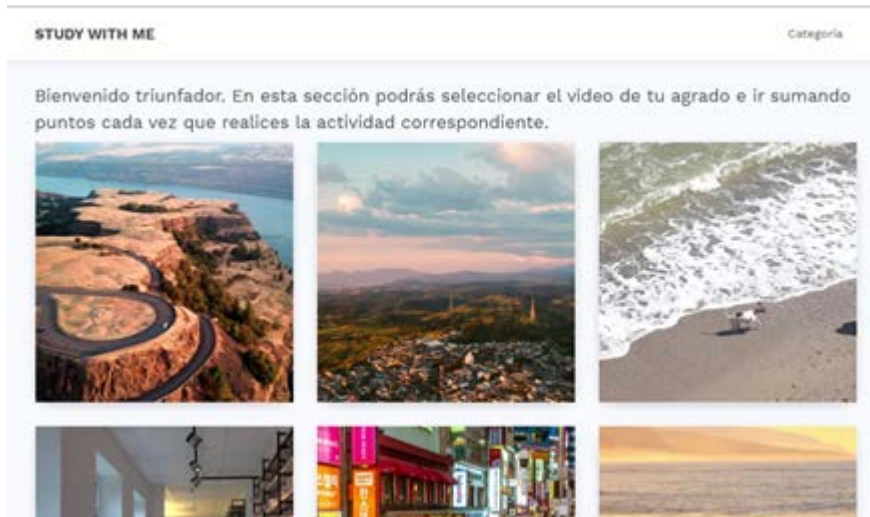 STUDY WITH ME
Categoría
Bienvenido triunfador. En esta sección podrás seleccionar el video de tu agrado e ir sumando
puntos cada vez que realices la actividad correspondiente.